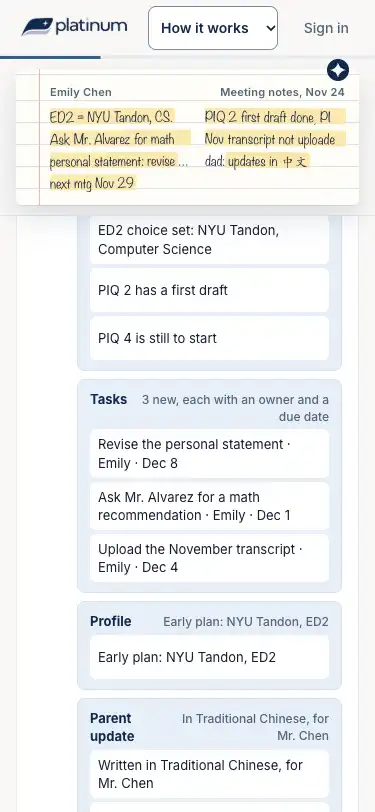 platinum
How it works
Sign in
Emily Chen
Meeting notes, Nov 24
ED2 = NYU Tandon, CS.
Ask Mr. Alvarez for math
personal statement: revise ...
next mtg Nov 29
PIQ 2 first draft done, PI
Nov transcript not uploade
dad: updates in 中文
ED2 choice set: NYU Tandon,
Computer Science
PIQ 2 has a first draft
PIQ 4 is still to start
Tasks
3 new, each with an owner and a
due date
Revise the personal statement ·
Emily · Dec 8
Ask Mr. Alvarez for a math
recommendation · Emily · Dec 1
Upload the November transcript ·
Emily · Dec 4
Profile
Early plan: NYU Tandon, ED2
Early plan: NYU Tandon, ED2
Parent
update
In Traditional Chinese, for
Mr. Chen
Written in Traditional Chinese, for
Mr. Chen